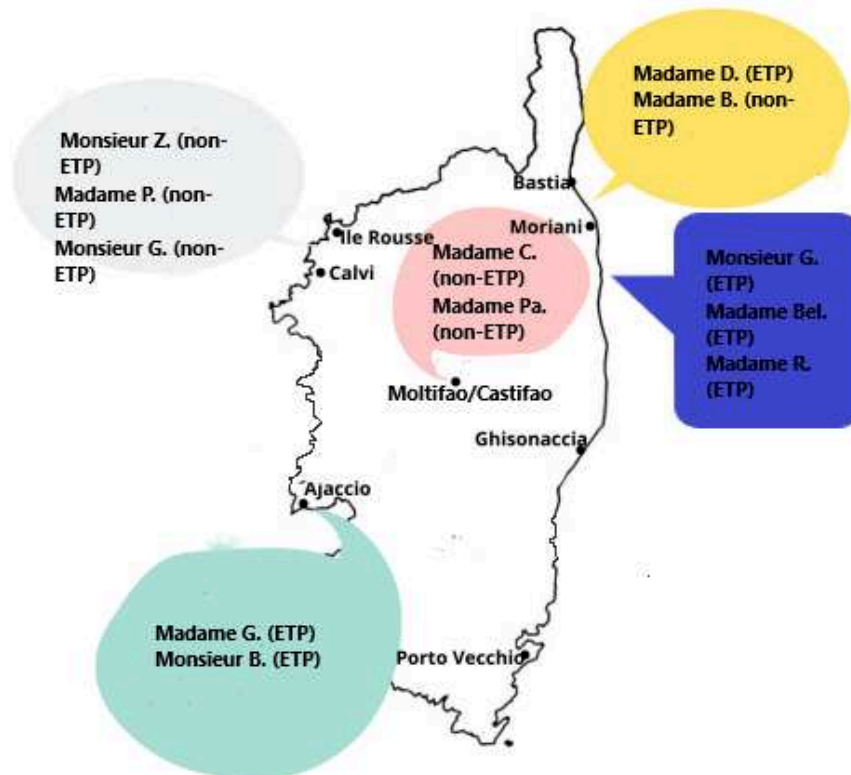 Madame D. (ETP)
Madame B. (non-
ETP)
Monsieur Z. (non-
ETP)
Madame P. (non-
ETP)
Monsieur G. (non-
ETP)
Bastia
Moriani
Ile Rousse
Calvi
Madame C.
(non-ETP)
Madame Pa.
(non-ETP)
Monsieur G.
(ETP)
Madame Bel.
(ETP)
Madame R.
(ETP)
Moltifao/Castifao
Ghisonaccia
Ajaccio
Madame G. (ETP)
Monsieur B. (ETP)
Porto Vecchio